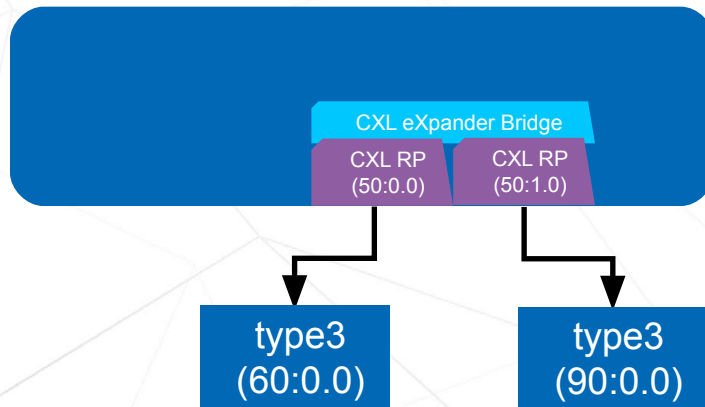 CXL eXpander Bridge
CXL RP
(50:0.0)
CXL RP
(50:1.0)
type3
(60:0.0)
type3
(90:0.0)